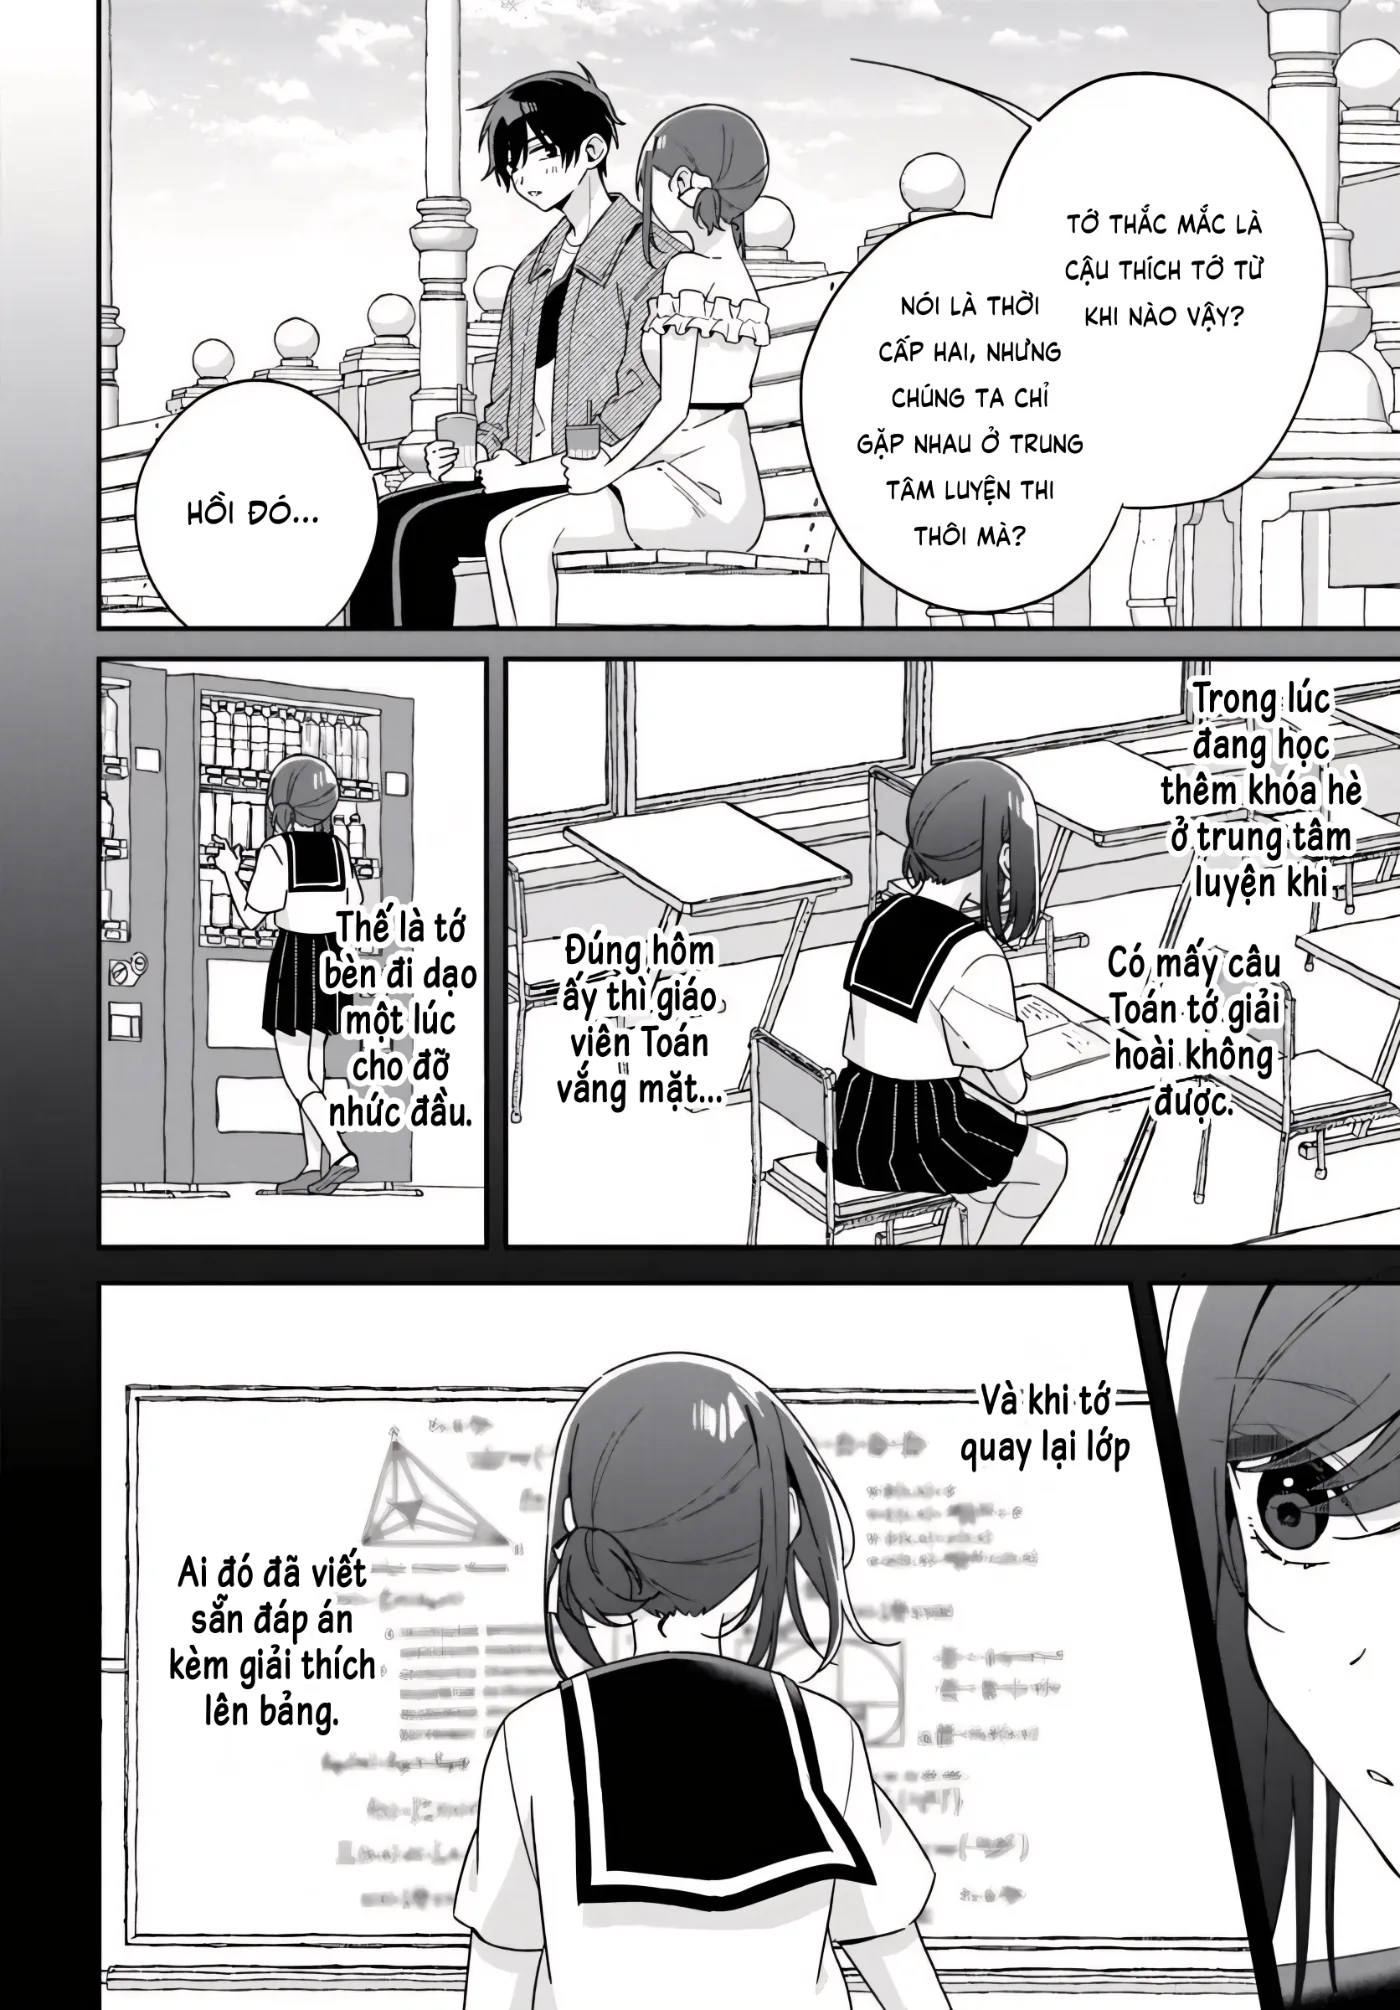 TỚ THẮC MẮC LÀ
CẬU THÍCH TỚ TỪ
KHI NÀO VẬY?
NÓI LÀ THỜI
CẤP HAI, NHƯNG
CHÚNG TA CHỈ
GẶP NHAU Ở TRUNG
TÂM LUYỆN THI
THÔI MÀ?
HỒI ĐÓ...
Trong lúc
đang học
thêm khóa hè
ở trung tâm
luyện khi
Có mấy câu
Toán tớ giải
hoài không
được.
Đúng hôm
ấy thì giáo
viên Toán
vắng mặt...
Thế là tớ
bèn đi dạo
một lúc
cho đỡ
nhức đầu.
Và khi tớ
quay lại lớp
Ai đó đã viết
sẵn đáp án
kèm giải thích
lên bảng.